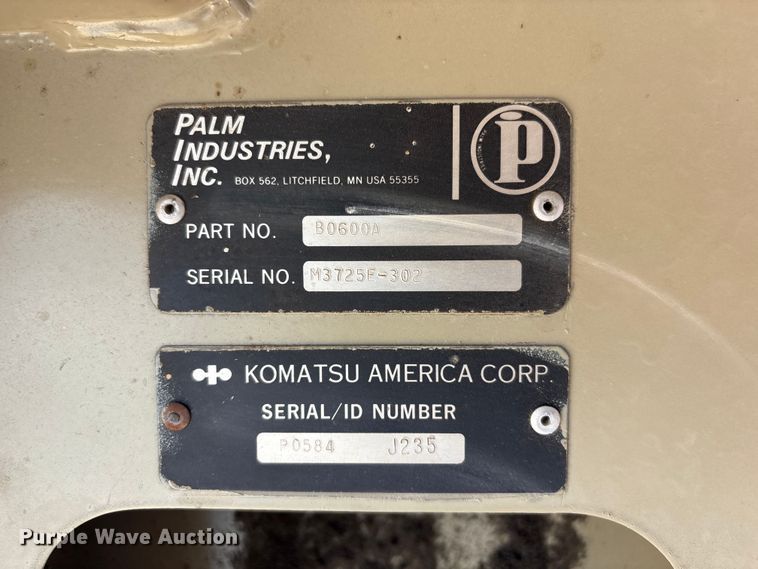 PALM
INDUSTRIES,
INC. BOX 562, LITCHFIELD, MN USA 55355
PART NO. B0600A
SERIAL NO. M3725E-302
KOMATSU AMERICA CORP.
SERIAL/ID NUMBER
P0584 J235
Purple Wave Auction